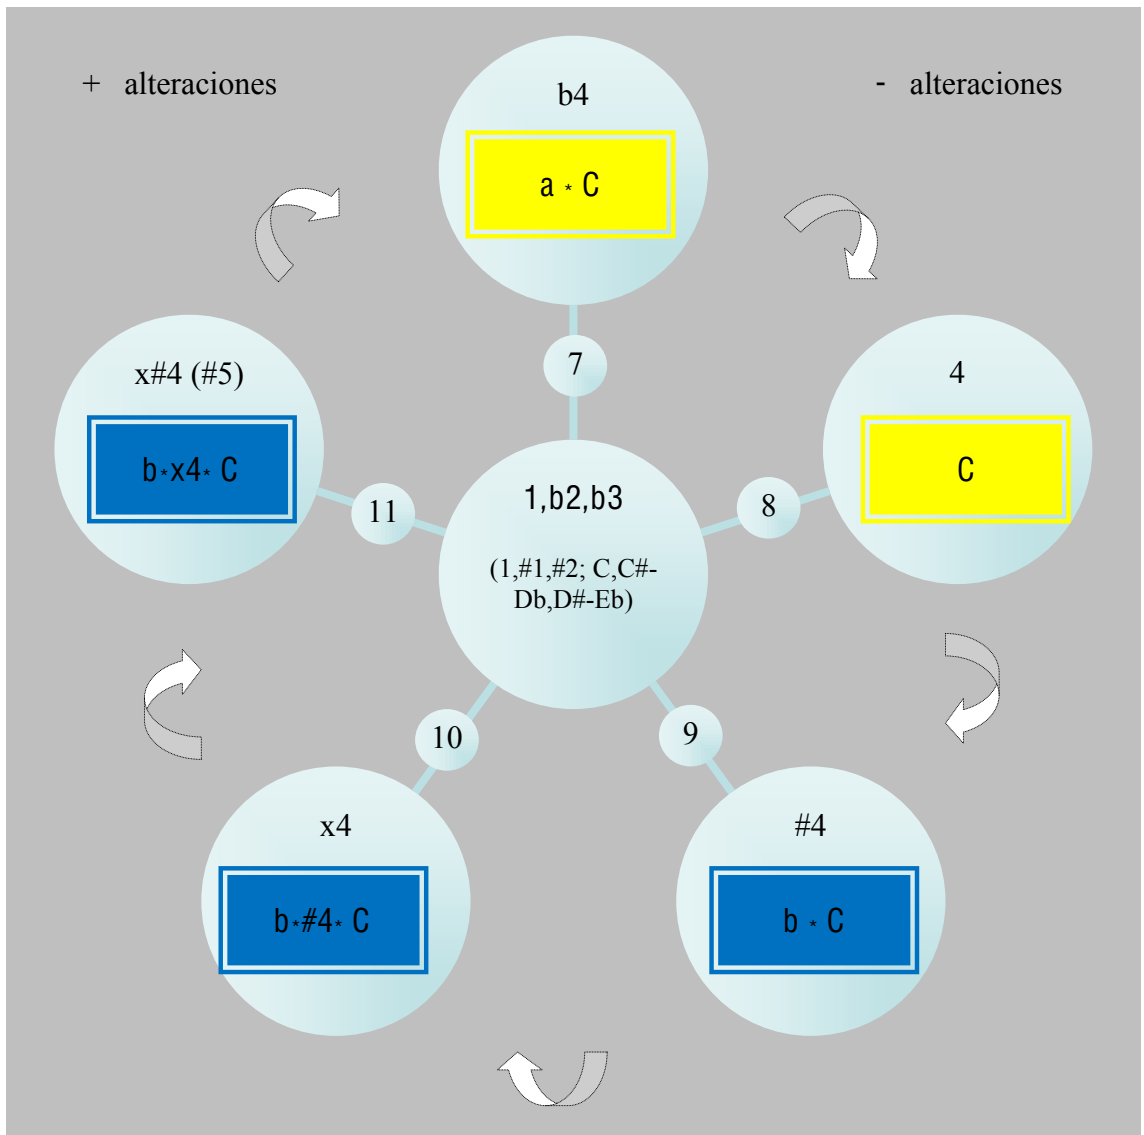 + alteraciones
- alteraciones
b4
a * C
7
x#4 (#5)
b*x4* C
11
4
C
8
1,b2,b3
(1,#1,#2; C,C#-
Db,D#-Eb)
10
9
x4
b*#4* C
#4
b * C